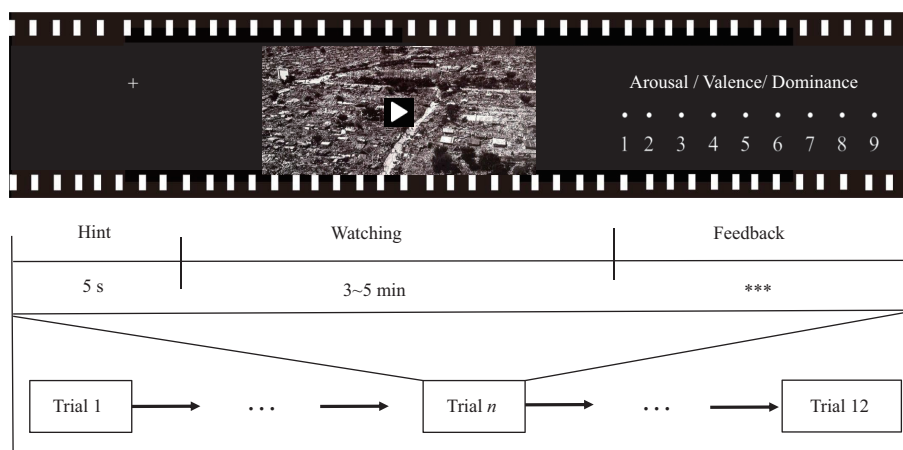 +
Arousal / Valence/ Dominance
1 2 3 4 5 6 7 8 9
Hint Watching Feedback
5 s 3~5 min ***
Trial 1 ... Trial n ... Trial 12